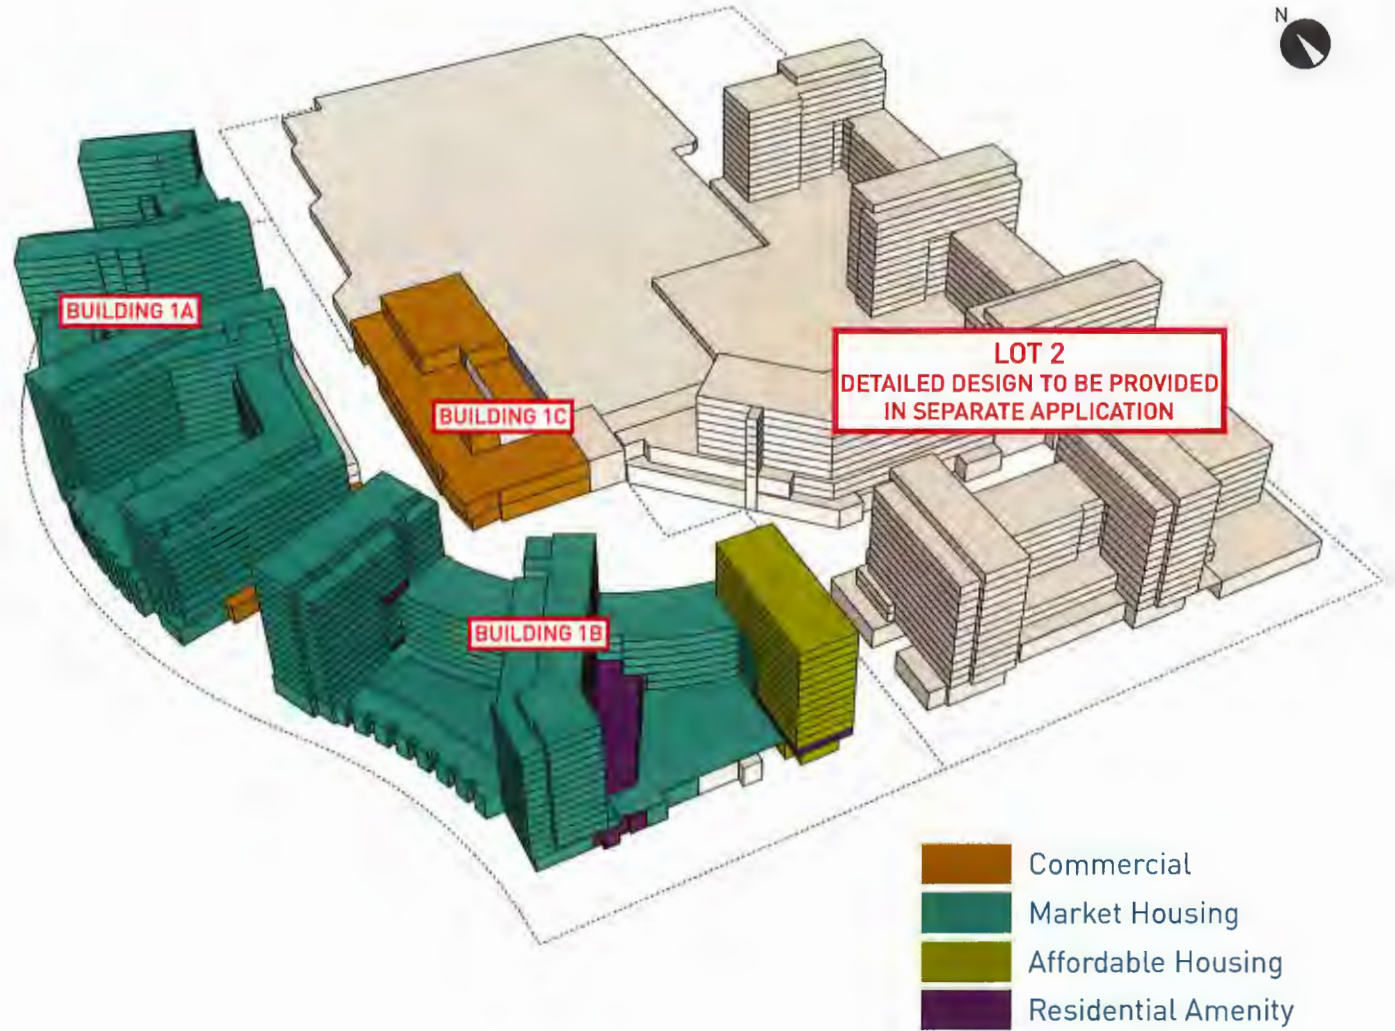 N
BUILDING 1A
LOT 2
DETAILED DESIGN TO BE PROVIDED
IN SEPARATE APPLICATION
BUILDING 1C
BUILDING 1B
Commercial
Market Housing
Affordable Housing
Residential Amenity